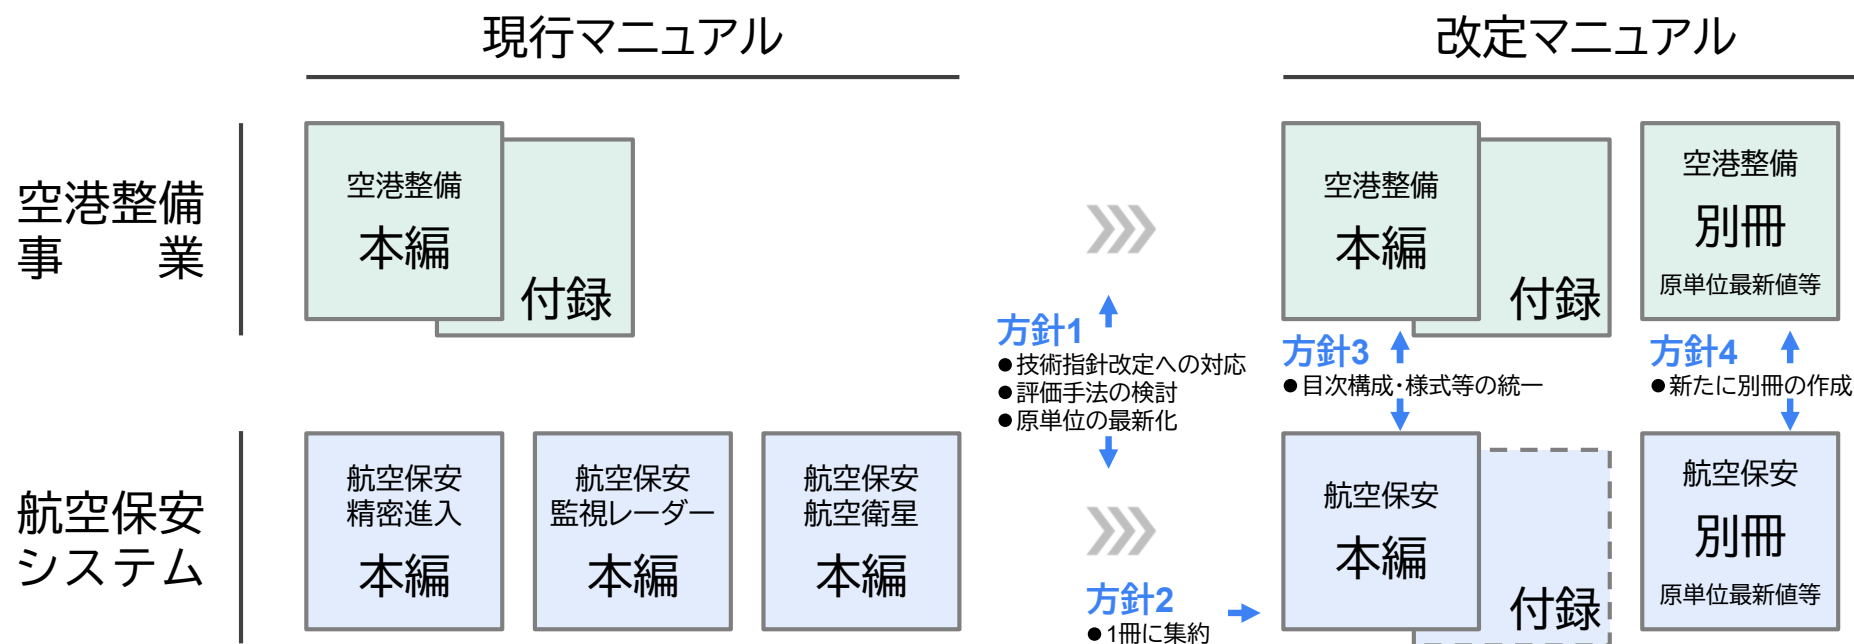 現行マニュアル
改定マニュアル
空港整備
事　業
空港整備
本編
付録
空港整備
本編
付録
空港整備
別冊
原単位最新値等
方針1
●技術指針改定への対応
●評価手法の検討
●原単位の最新化
方針3
●目次構成・様式等の統一
方針4
●新たに別冊の作成
航空保安
システム
航空保安
精密進入
本編
航空保安
監視レーダー
本編
航空保安
航空衛星
本編
方針2
●1冊に集約
航空保安
本編
付録
航空保安
別冊
原単位最新値等